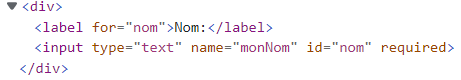 <div>
<label for="nom">Nom:</label>
<input type="text" name="monNom" id="nom" required>
</div>